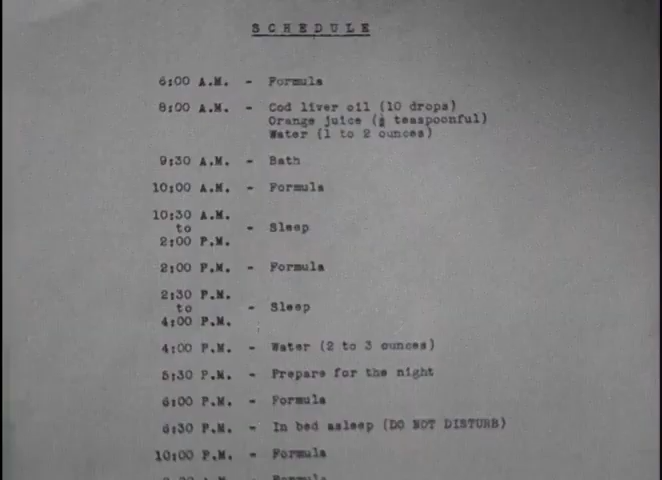 SCHEDULE
6:00 A.M. - Formula
8:00 A.M. - Cod liver oil (10 drops)
Orange juice (½ teaspoonful)
Water (1 to 2 ounces)
9:30 A.M. - Bath
10:00 A.M. - Formula
10:30 A.M.
to - Sleep
2:00 P.M.
2:00 P.M. - Formula
2:30 P.M.
to - Sleep
4:00 P.M.
4:00 P.M. - Water (2 to 3 ounces)
5:30 P.M. - Prepare for the night
6:00 P.M. - Formula
6:30 P.M. - In bed asleep (DO NOT DISTURB)
10:00 P.M. - Formula
A.M. - Formula